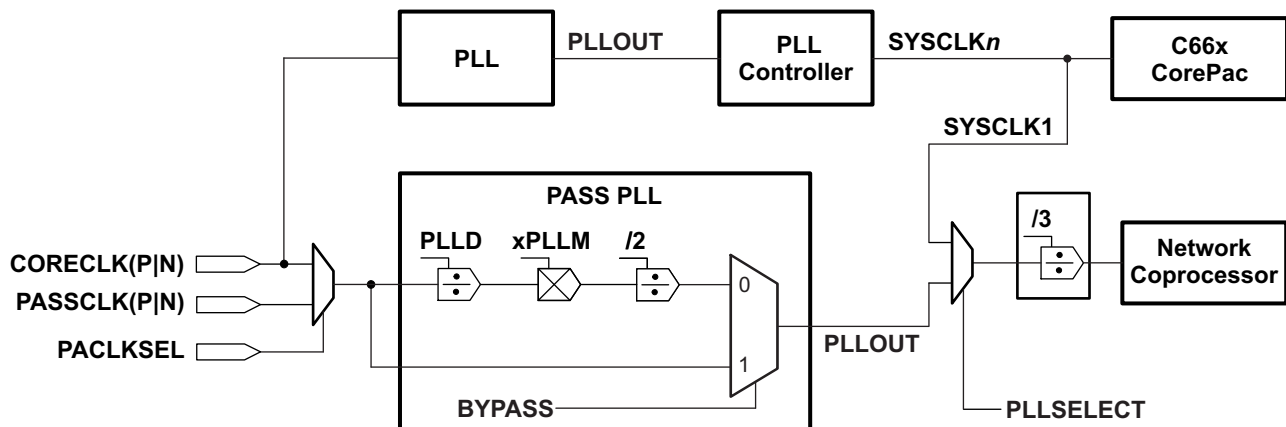 PLL
PLLOUT
PLL
Controller
SYSCLKn
C66x
CorePac
SYSCLK1
PASS PLL
PLLD
xPLLM
/2
/3
CORECLK(P|N)
PASSCLK(P|N)
PACLKSEL
0
1
PLLOUT
Network
Coprocessor
BYPASS
PLLSELECT